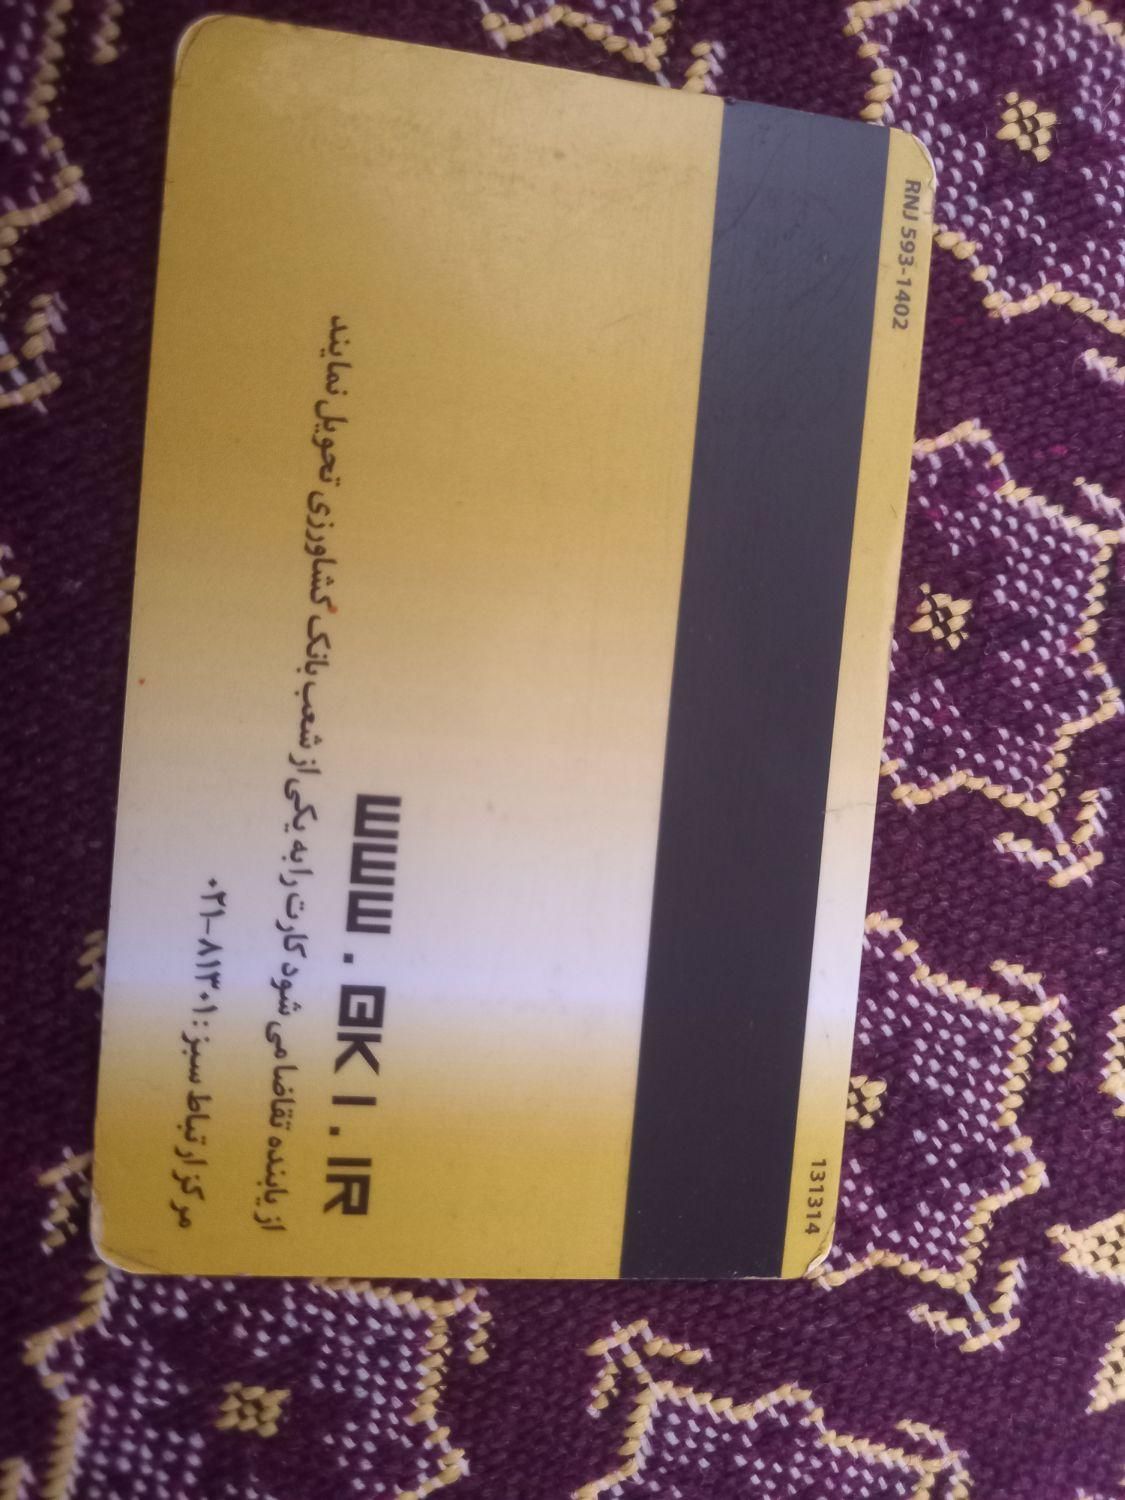 RNJ 593-1402
131314
www.BKI.IR
از یابنده تقاضا می شود کارت را به یکی از شعب بانک کشاورزی تحویل نمایند
مرکز ارتباط سبز: ۸۱۳۰۱-۰۲۱